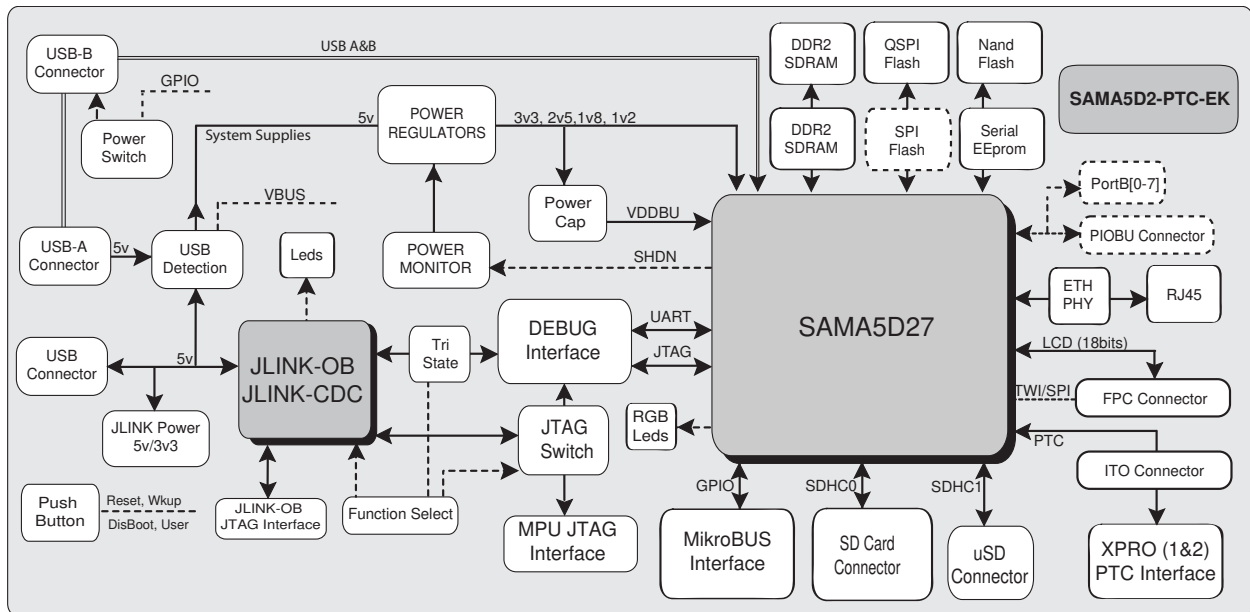 USB-B
Connector
USB A&B
DDR2
SDRAM
QSPI
Flash
Nand
Flash
SAMA5D2-PTC-EK
GPIO
Power
Switch
System Supplies
5v
POWER
REGULATORS
3v3, 2v5,1v8, 1v2
DDR2
SDRAM
SPI
Flash
Serial
EEprom
PortB[0-7]
PIOBU Connector
VBUS
Power
Cap
VDDBU
USB-A
Connector
5v
USB
Detection
Leds
POWER
MONITOR
SHDN
SAMA5D27
ETH
PHY
RJ45
USB
Connector
5v
JLINK-OB
JLINK-CDC
Tri
State
DEBUG
Interface
UART
JTAG
LCD (18bits)
TWI/SPI
FPC Connector
JLINK Power
5v/3v3
JTAG
Switch
RGB
Leds
PTC
ITO Connector
Push
Button
Reset, Wkup
DisBoot, User
JLINK-OB
JTAG Interface
Function Select
MPU JTAG
Interface
GPIO
MikroBUS
Interface
SDHC0
SD Card
Connector
SDHC1
uSD
Connector
XPRO (1&2)
PTC Interface